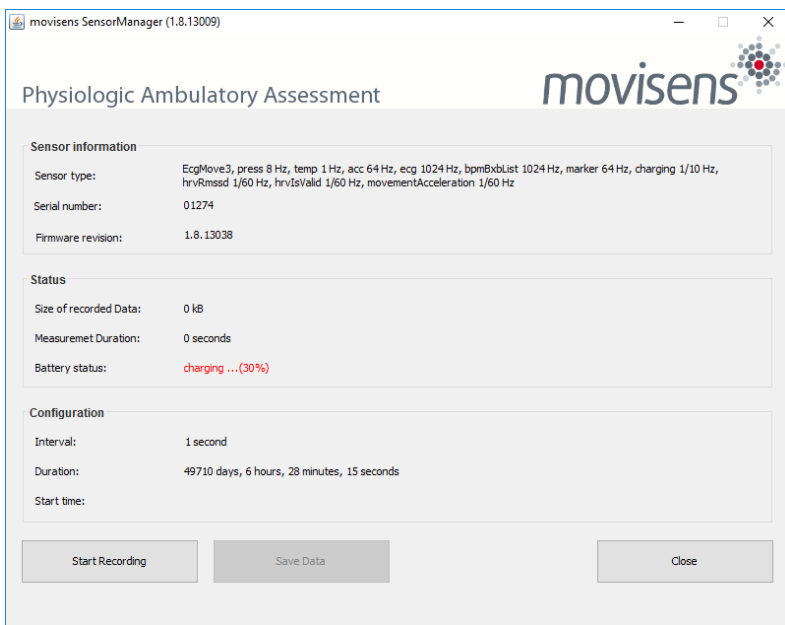 movisens SensorManager (1.8.13009)
movisens
Physiologic Ambulatory Assessment
Sensor information
Sensor type:
EcgMove3, press 8 Hz, temp 1 Hz, acc 64 Hz, ecg 1024 Hz, bpmBxbList 1024 Hz, marker 64 Hz, charging 1/10 Hz,
hrvRmssd 1/60 Hz, hrvIsValid 1/60 Hz, movementAcceleration 1/60 Hz
Serial number: 01274
Firmware revision: 1.8.13038
Status
Size of recorded Data: 0 kB
Measuremet Duration: 0 seconds
Battery status: charging ...(30%)
Configuration
Interval: 1 second
Duration: 49710 days, 6 hours, 28 minutes, 15 seconds
Start time:
Start Recording Save Data Close